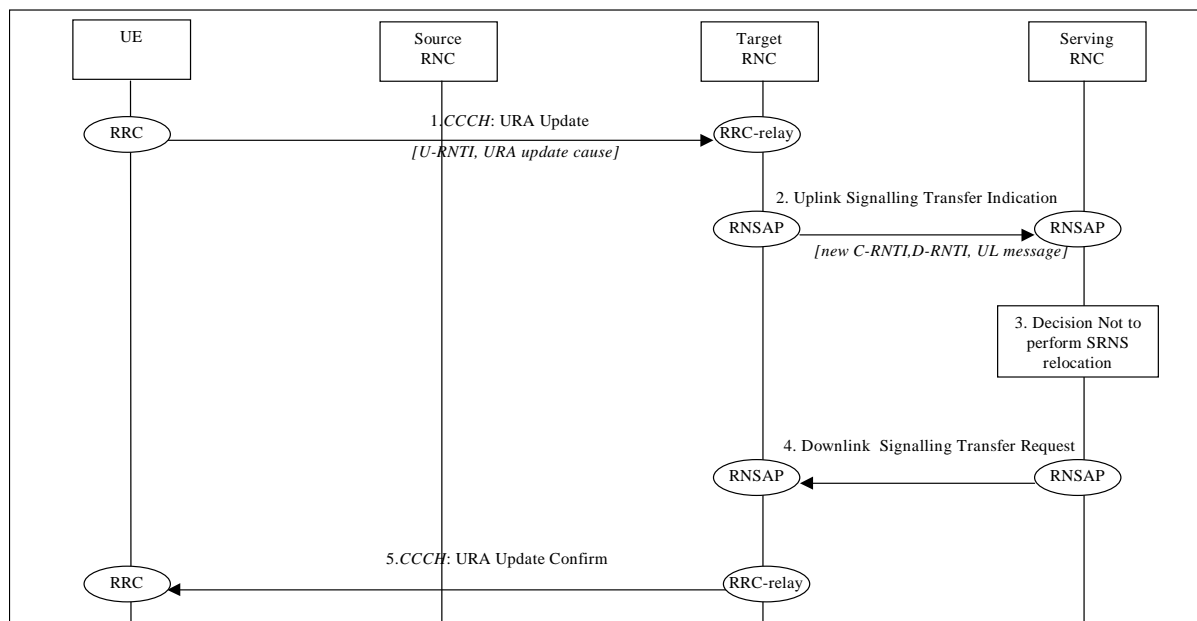 UE
Source
RNC
Target
RNC
Serving
RNC
1.CCCH: URA Update
RRC
RRC-relay
[U-RNTI, URA update cause]
2. Uplink Signalling Transfer Indication
RNSAP
RNSAP
[new C-RNTI,D-RNTI, UL message]
3. Decision Not to
perform SRNS
relocation
4. Downlink Signalling Transfer Request
RNSAP
RNSAP
5.CCCH: URA Update Confirm
RRC
RRC-relay